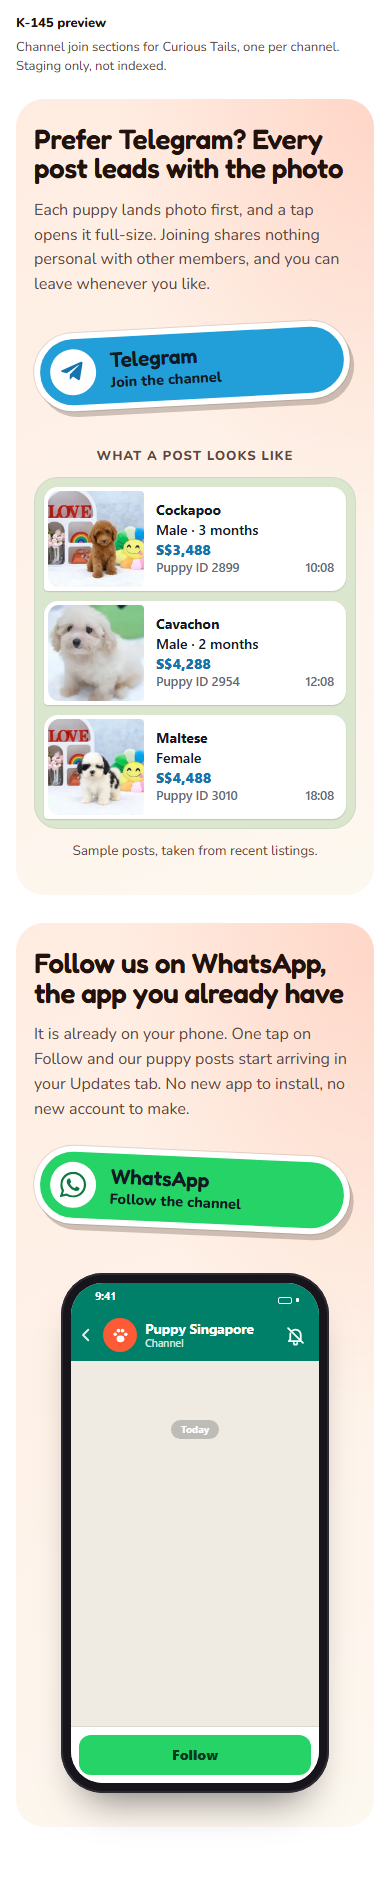 K-145 preview
Channel join sections for Curious Tails, one per channel.
Staging only, not indexed.
Prefer Telegram? Every
post leads with the photo
Each puppy lands photo first, and a tap
opens it full-size. Joining shares nothing
personal with other members, and you can
leave whenever you like.
Telegram
Join the channel
WHAT A POST LOOKS LIKE
LOVE
Cockapoo
Male · 3 months
S$3,488
Puppy ID 2899 10:08
Cavachon
Male · 2 months
S$4,288
Puppy ID 2954 12:08
LOVE
Maltese
Female
S$4,488
Puppy ID 3010 18:08
Sample posts, taken from recent listings.
Follow us on WhatsApp,
the app you already have
It is already on your phone. One tap on
Follow and our puppy posts start arriving in
your Updates tab. No new app to install, no
new account to make.
WhatsApp
Follow the channel
9:41
Puppy Singapore
Channel
Today
Follow